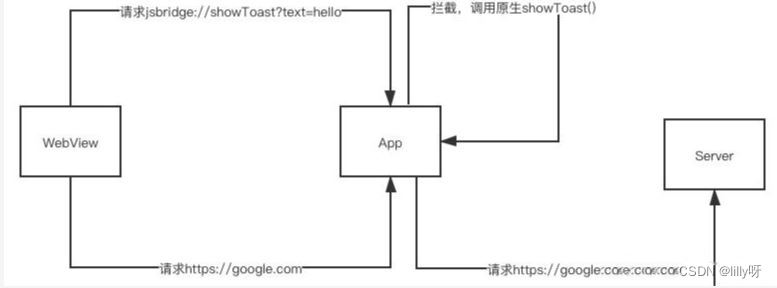 请求jsbridge://showToast?text=hello
拦截，调用原生showToast()
WebView
App
Server
请求https://google.com
请求https://google
CSDN @lilly呀